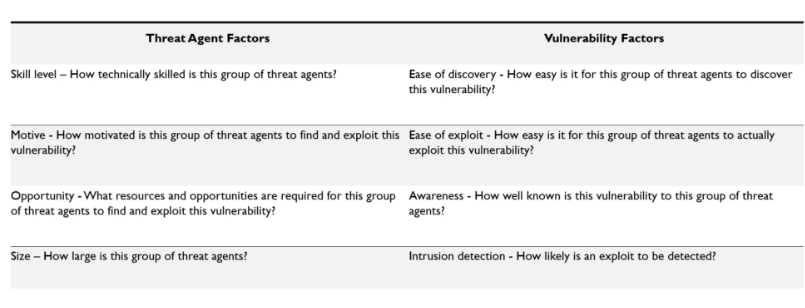 Threat Agent Factors
Vulnerability Factors
Skill level – How technically skilled is this group of threat agents?
Ease of discovery - How easy is it for this group of threat agents to discover
this vulnerability?
Motive - How motivated is this group of threat agents to find and exploit this
vulnerability?
Ease of exploit - How easy is it for this group of threat agents to actually
exploit this vulnerability?
Opportunity - What resources and opportunities are required for this group
of threat agents to find and exploit this vulnerability?
Awareness - How well known is this vulnerability to this group of threat
agents?
Size – How large is this group of threat agents?
Intrusion detection - How likely is an exploit to be detected?